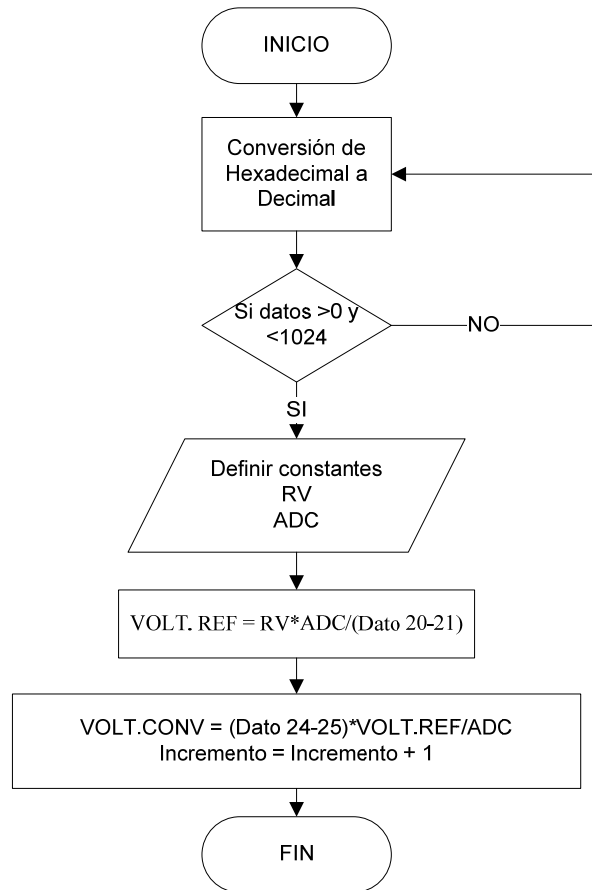 INICIO
Conversión de
Hexadecimal a
Decimal
Si datos >0 y
<1024
NO
SI
Definir constantes
RV
ADC
VOLT. REF = RV*ADC/(Dato 20-21)
VOLT.CONV = (Dato 24-25)*VOLT.REF/ADC
Incremento = Incremento + 1
FIN